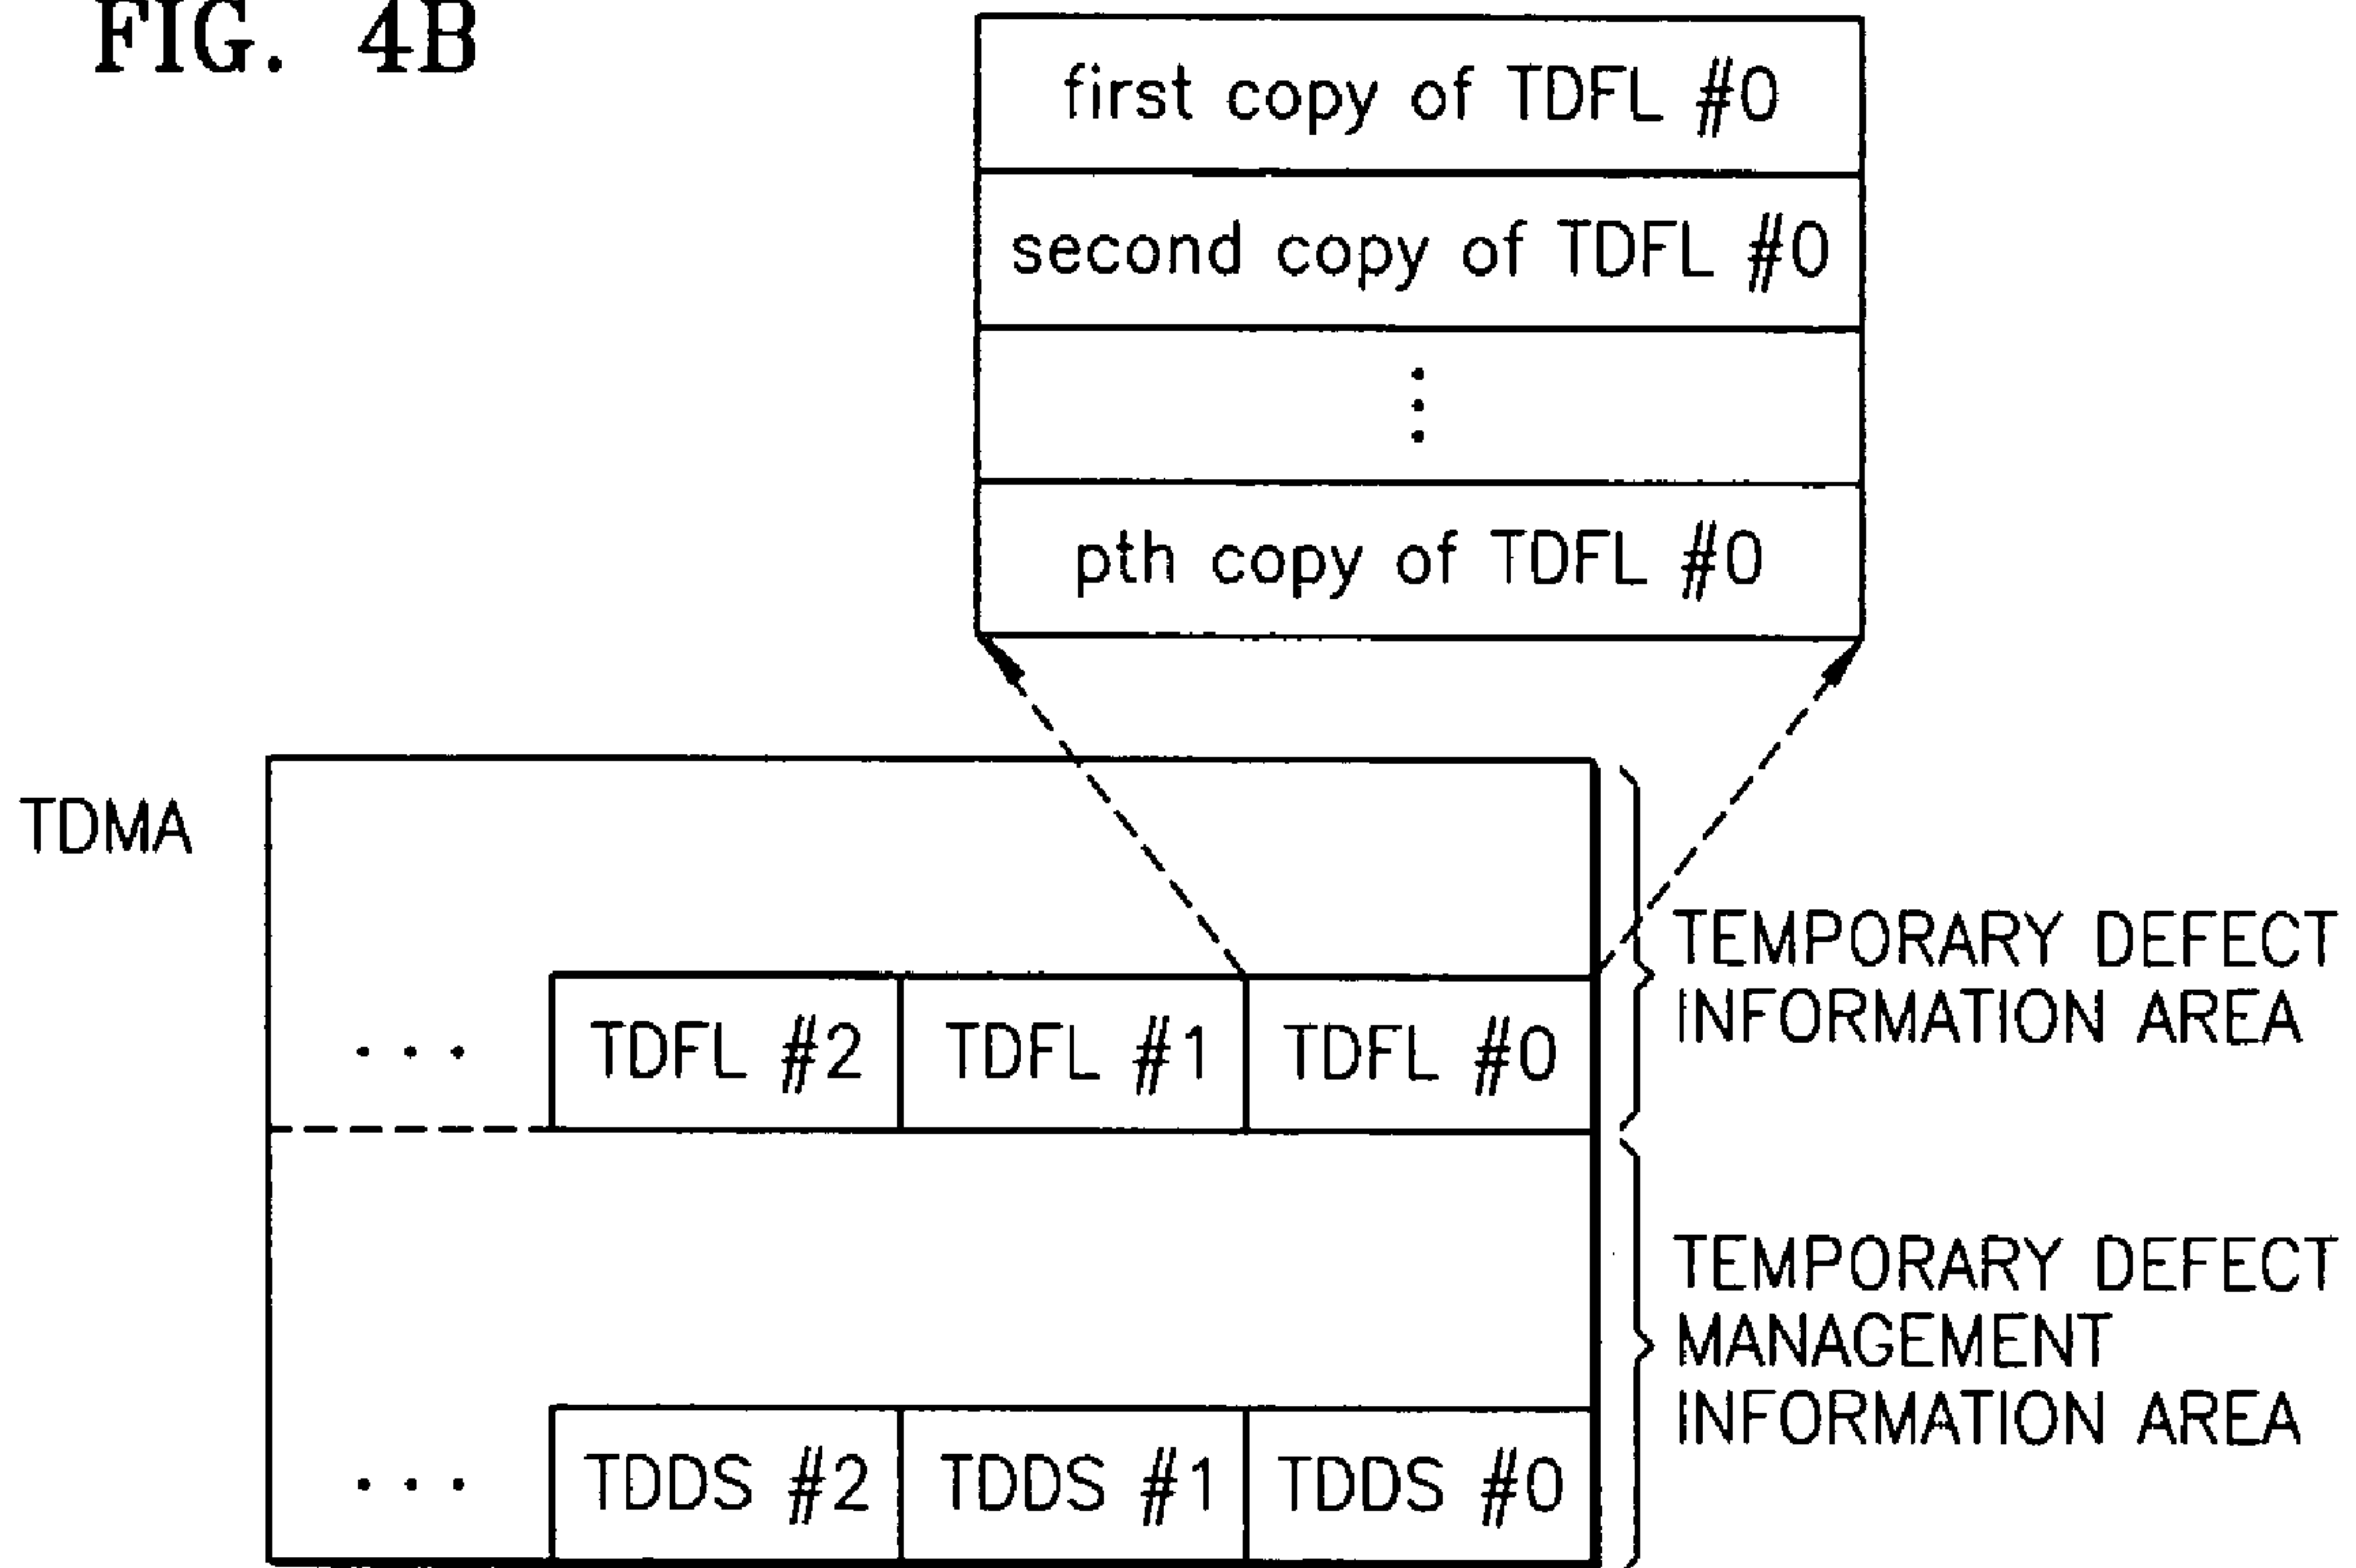 FIG. 4B
first copy of TDFL #0
second copy of TDFL #0
⋮
pth copy of TDFL #0
TDMA
TEMPORARY DEFECT
INFORMATION AREA
... TDFL #2 TDFL #1 TDFL #0
TEMPORARY DEFECT
MANAGEMENT
INFORMATION AREA
... TDDS #2 TDDS #1 TDDS #0